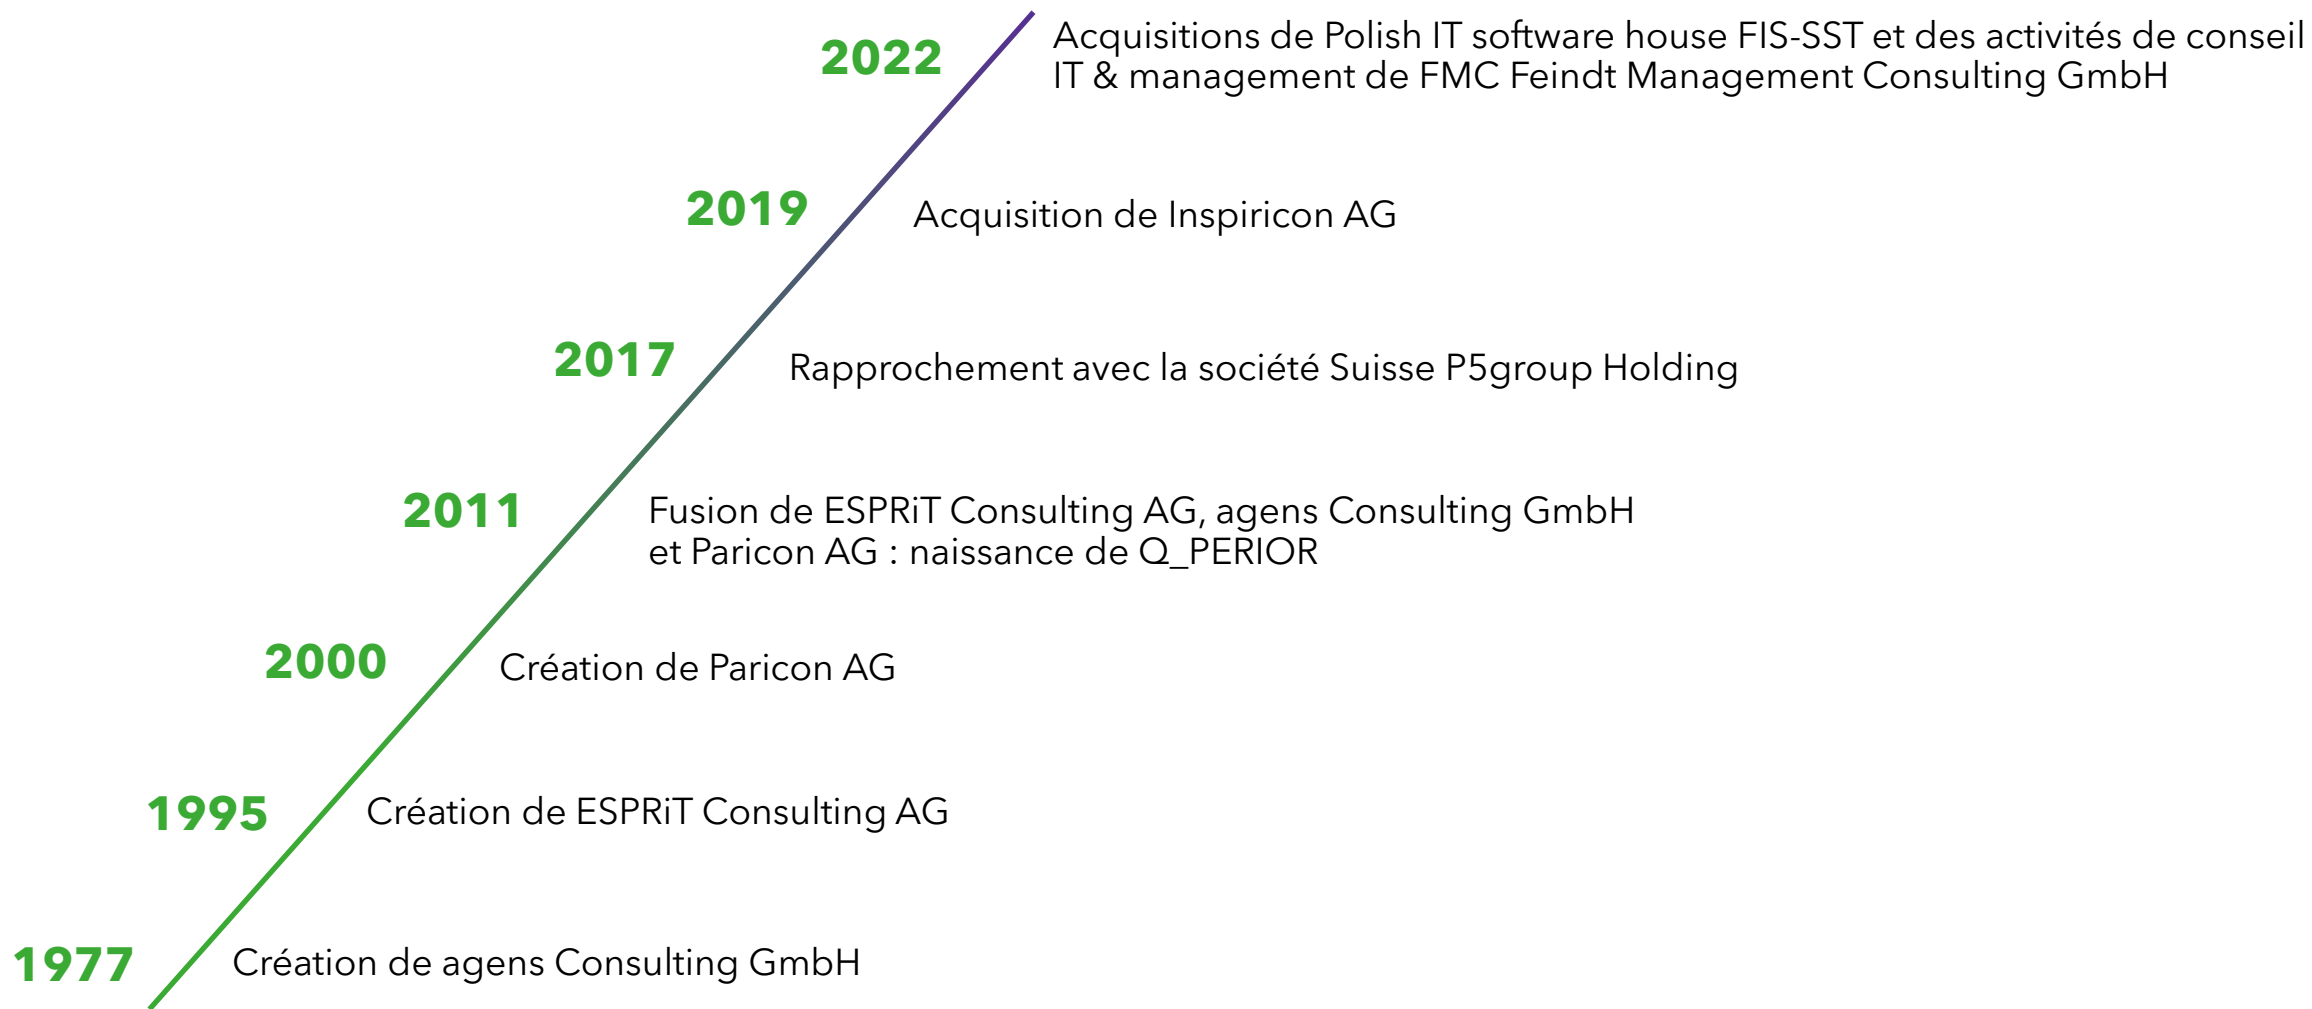 2022
Acquisitions de Polish IT software house FIS-SST et des activités de conseil
IT & management de FMC Feindt Management Consulting GmbH
2019
Acquisition de Inspiricon AG
2017
Rapprochement avec la société Suisse P5group Holding
2011
Fusion de ESPRiT Consulting AG, agens Consulting GmbH
et Paricon AG : naissance de Q_PERIOR
2000
Création de Paricon AG
1995
Création de ESPRiT Consulting AG
1977
Création de agens Consulting GmbH